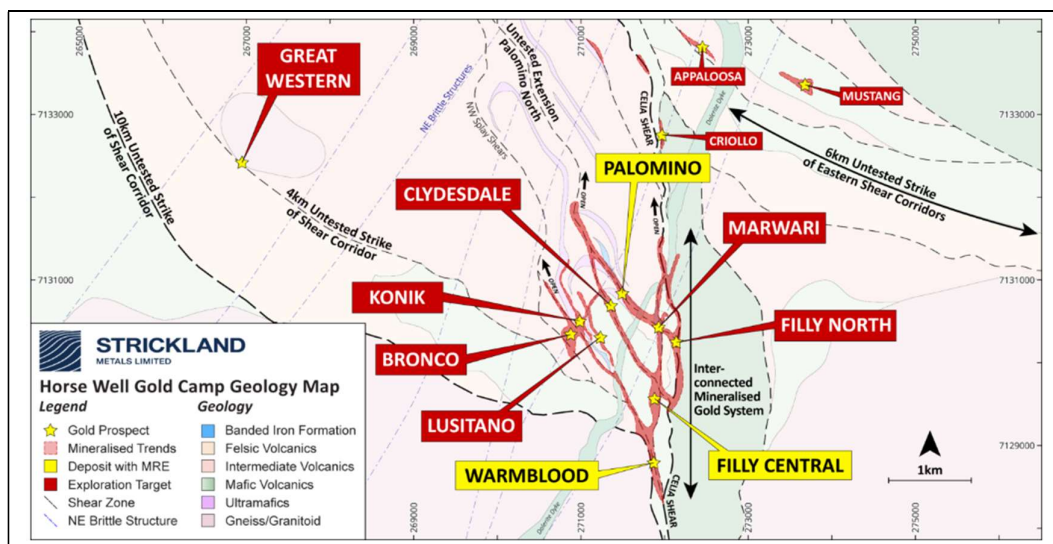 265000
267000
269000
271000
273000
275000
GREAT
WESTERN
NE Brittle Structures
NW Splay Shears
Untested Extension
Palomino North
CELIA SHEAR
Dolerite Dyke
APPALOOSA
MUSTANG
CRIOLLO
7133000
7133000
10km Untested Strike
of Shear Corridor
4km Untested Strike
of Shear Corridor
6km Untested Strike
of Eastern Shear Corridors
PALOMINO
CLYDESDALE
OPEN
OPEN
MARWARI
7131000
7131000
KONIK
OPEN
FILLY NORTH
BRONCO
LUSITANO
Inter-
connected
Mineralised
Gold System
WARMBLOOD
FILLY CENTRAL
7129000
1km
CELIA SHEAR
Dolerite Dyke
269000
271000
273000
275000
STRICKLAND
METALS LIMITED
Horse Well Gold Camp Geology Map
Legend
Gold Prospect
Mineralised Trends
Deposit with MRE
Exploration Target
Shear Zone
NE Brittle Structure
Geology
Banded Iron Formation
Felsic Volcanics
Intermediate Volcanics
Mafic Volcanics
Ultramafics
Gneiss/Granitoid